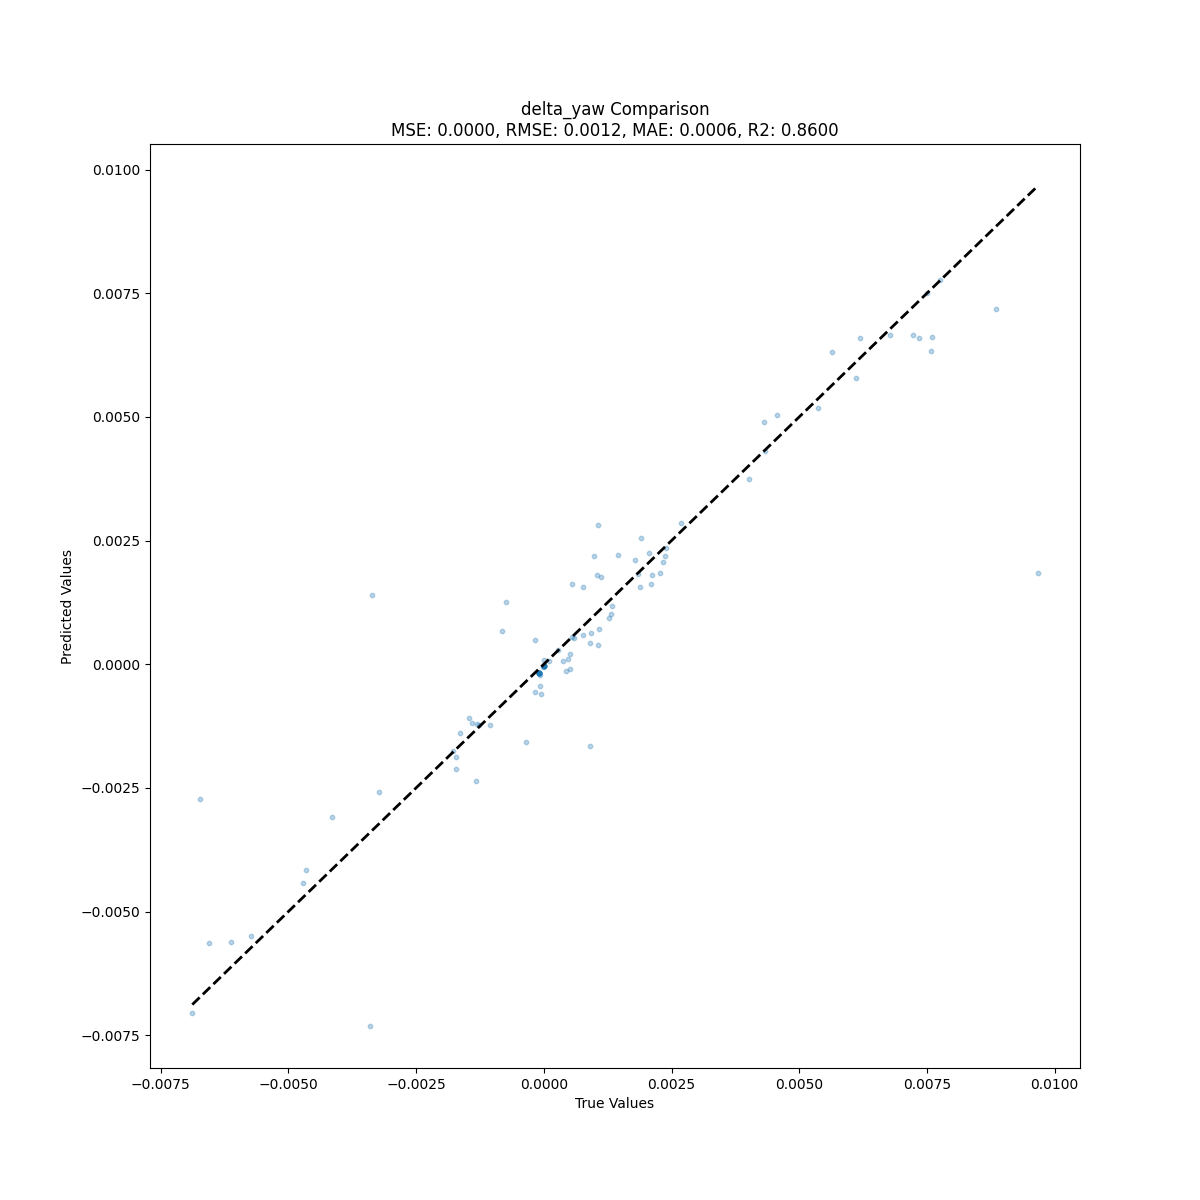 delta_yaw Comparison
MSE: 0.0000, RMSE: 0.0012, MAE: 0.0006, R2: 0.8600
0.0100
0.0075
0.0050
0.0025
0.0000
−0.0025
−0.0050
−0.0075
Predicted Values
−0.0075 −0.0050 −0.0025 0.0000 0.0025 0.0050 0.0075 0.0100
True Values